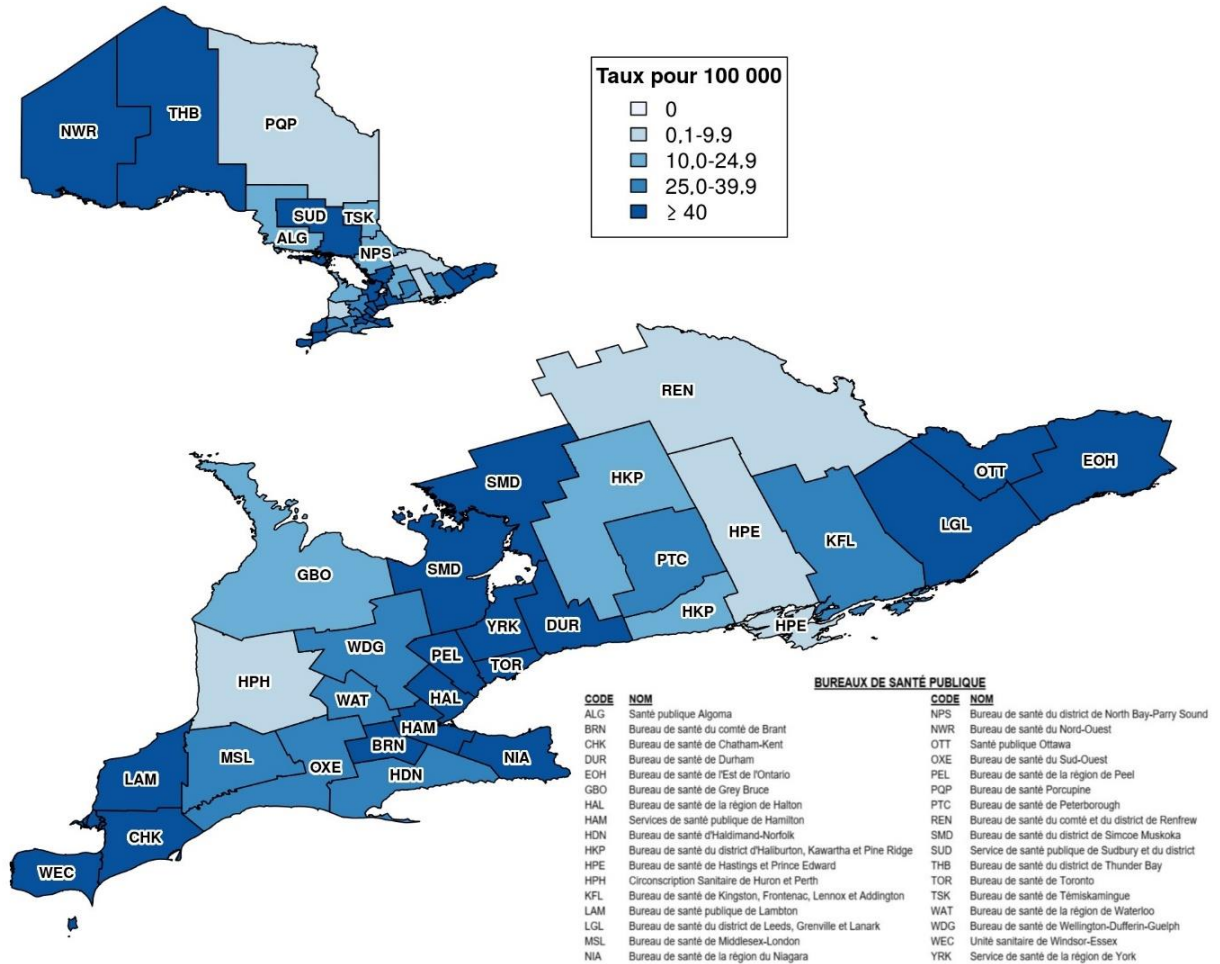 Taux pour 100 000
0
0,1-9,9
10,0-24,9
25,0-39,9
≥ 40
NWR
THB
PQP
SUD
TSK
ALG
NPS
REN
SMD
HKP
OTT
EOH
HPE
LGL
KFL
PTC
GBO
SMD
HKP
YRK
DUR
HPE
WDG
PEL
TOR
HPH
WAT
HAL
HAM
BRN
MSL
OXE
NIA
HDN
LAM
CHK
WEC
BUREAUX DE SANTÉ PUBLIQUE
CODE NOM
ALG Santé publique Algoma
BRN Bureau de santé du comté de Brant
CHK Bureau de santé de Chatham-Kent
DUR Bureau de santé de Durham
EOH Bureau de santé de l'Est de l'Ontario
GBO Bureau de santé de Grey Bruce
HAL Bureau de santé de la région de Halton
HAM Services de santé publique de Hamilton
HDN Bureau de santé d'Haldimand-Norfolk
HKP Bureau de santé du district d'Haliburton, Kawartha et Pine Ridge
HPE Bureau de santé de Hastings et Prince Edward
HPH Circonscription Sanitaire de Huron et Perth
KFL Bureau de santé de Kingston, Frontenac, Lennox et Addington
LAM Bureau de santé publique de Lambton
LGL Bureau de santé du district de Leeds, Grenville et Lanark
MSL Bureau de santé de Middlesex-London
NIA Bureau de santé de la région du Niagara
CODE NOM
NPS Bureau de santé du district de North Bay-Parry Sound
NWR Bureau de santé du Nord-Ouest
OTT Santé publique Ottawa
OXE Bureau de santé du Sud-Ouest
PEL Bureau de santé de la région de Peel
PQP Bureau de santé Porcupine
PTC Bureau de santé de Peterborough
REN Bureau de santé du comté et du district de Renfrew
SMD Bureau de santé du district de Simcoe Muskoka
SUD Service de santé publique de Sudbury et du district
THB Bureau de santé du district de Thunder Bay
TOR Bureau de santé de Toronto
TSK Bureau de santé de Témiskamingue
WAT Bureau de santé de la région de Waterloo
WDG Bureau de santé de Wellington-Dufferin-Guelph
WEC Unité sanitaire de Windsor-Essex
YRK Service de santé de la région de York